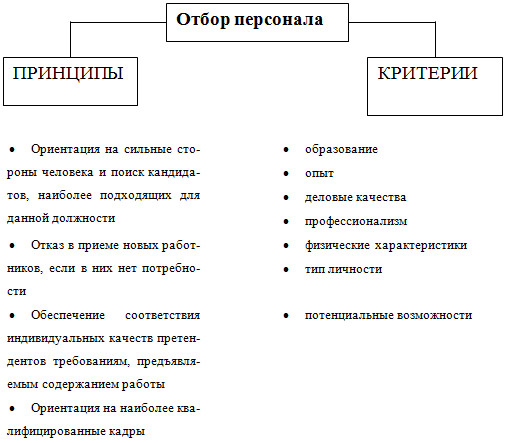 Отбор персонала
ПРИНЦИПЫ
КРИТЕРИИ
• Ориентация на сильные сто-
роны человека и поиск кандида-
тов, наиболее подходящих для
данной должности
• Отказ в приеме новых работ-
ников, если в них нет потребно-
сти
• Обеспечение соответствия
индивидуальных качеств претен-
дентов требованиям, предъявля-
емым содержанием работы
• Ориентация на наиболее ква-
лифицированные кадры
• образование
• опыт
• деловые качества
• профессионализм
• физические характеристики
• тип личности
• потенциальные возможности